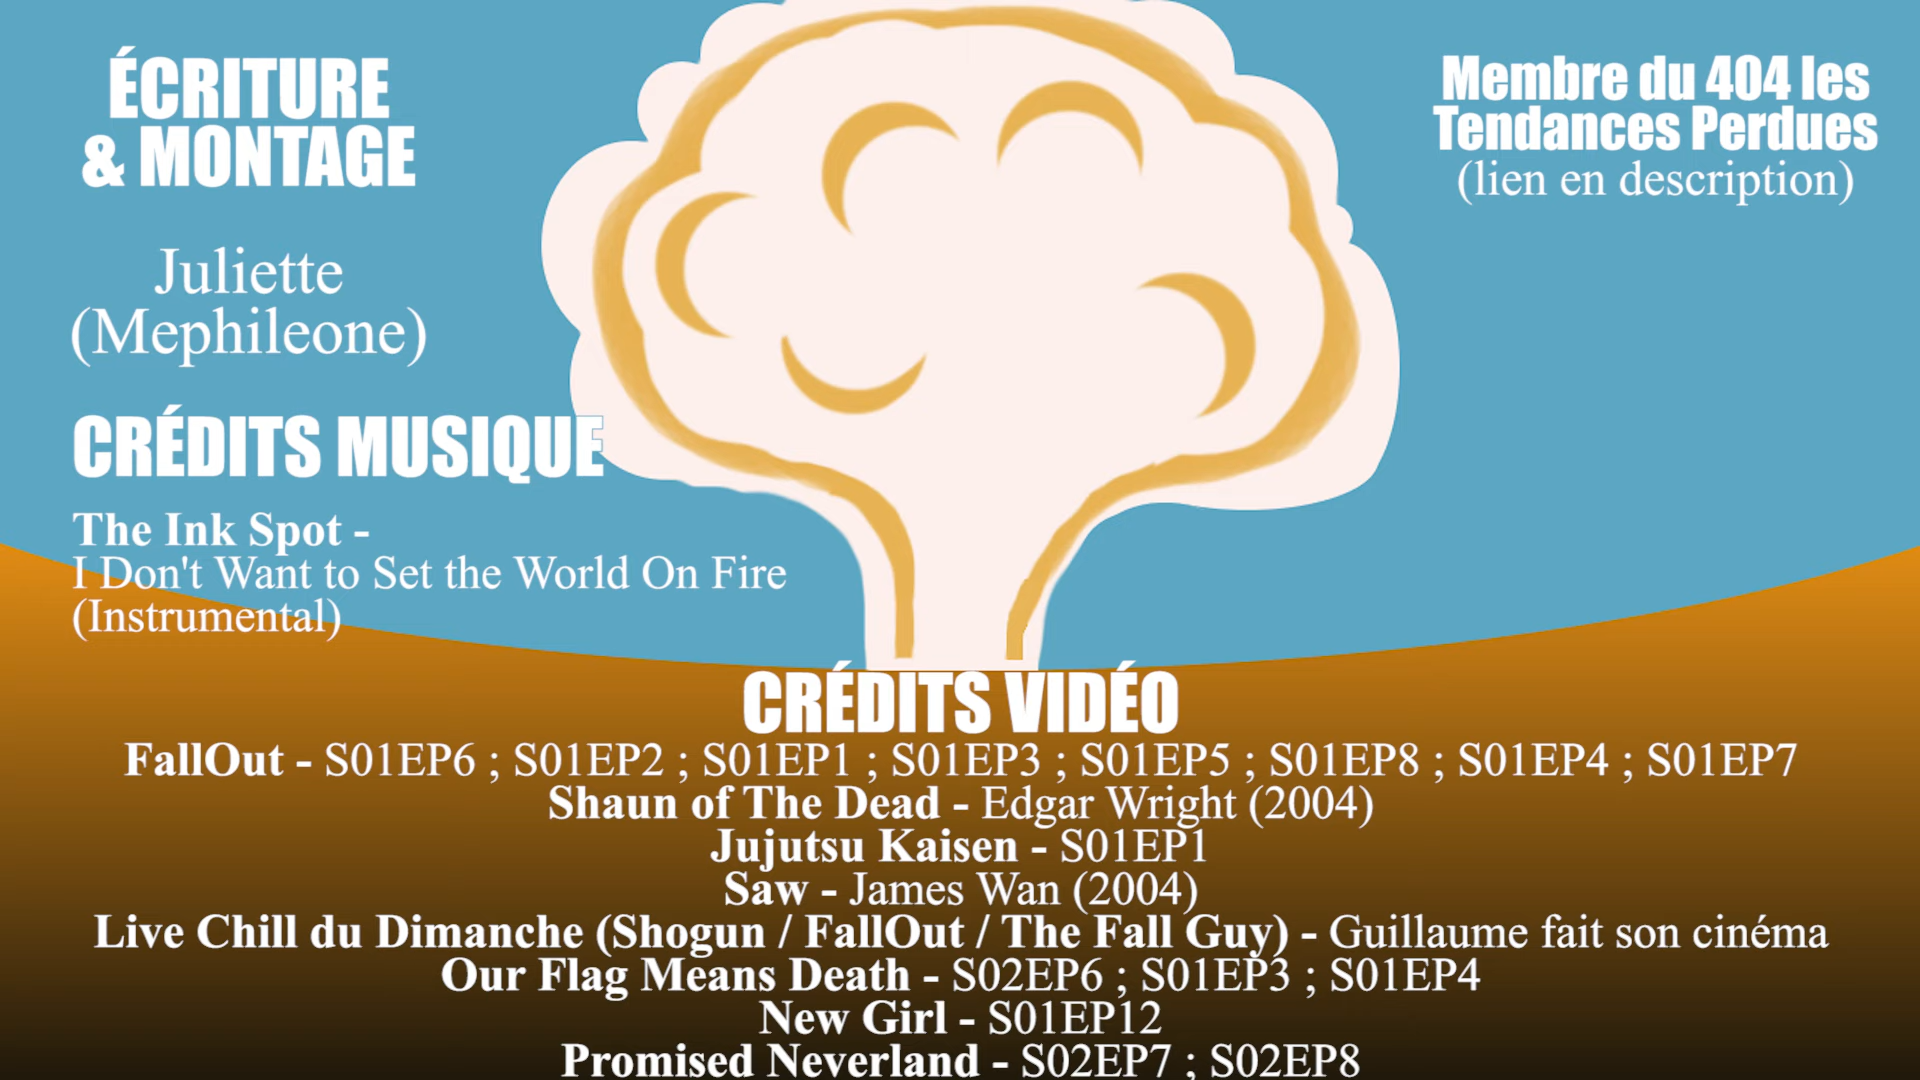 ÉCRITURE
& MONTAGE
Juliette
(Mephileone)
Membre du 404 les
Tendances Perdues
(lien en description)
CRÉDITS MUSIQUE
The Ink Spot -
I Don't Want to Set the World On Fire
(Instrumental)
CRÉDITS VIDÉO
FallOut - S01EP6 ; S01EP2 ; S01EP1 ; S01EP3 ; S01EP5 ; S01EP8 ; S01EP4 ; S01EP7
Shaun of The Dead - Edgar Wright (2004)
Jujutsu Kaisen - S01EP1
Saw - James Wan (2004)
Live Chill du Dimanche (Shogun / FallOut / The Fall Guy) - Guillaume fait son cinéma
Our Flag Means Death - S02EP6 ; S01EP3 ; S01EP4
New Girl - S01EP12
Promised Neverland - S02EP7 ; S02EP8